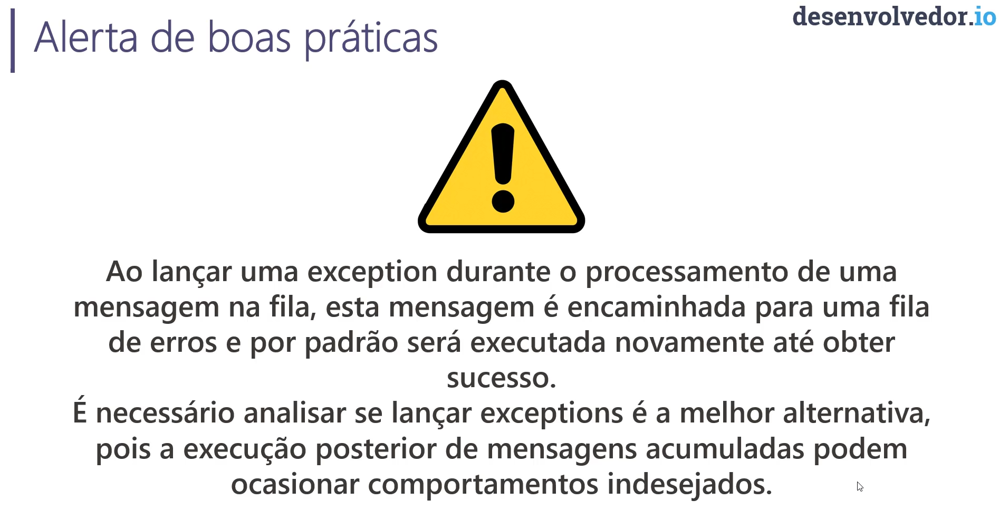 desenvolvedor.io
Alerta de boas práticas
Ao lançar uma exception durante o processamento de uma
mensagem na fila, esta mensagem é encaminhada para uma fila
de erros e por padrão será executada novamente até obter
sucesso.
É necessário analisar se lançar exceptions é a melhor alternativa,
pois a execução posterior de mensagens acumuladas podem
ocasionar comportamentos indesejados.